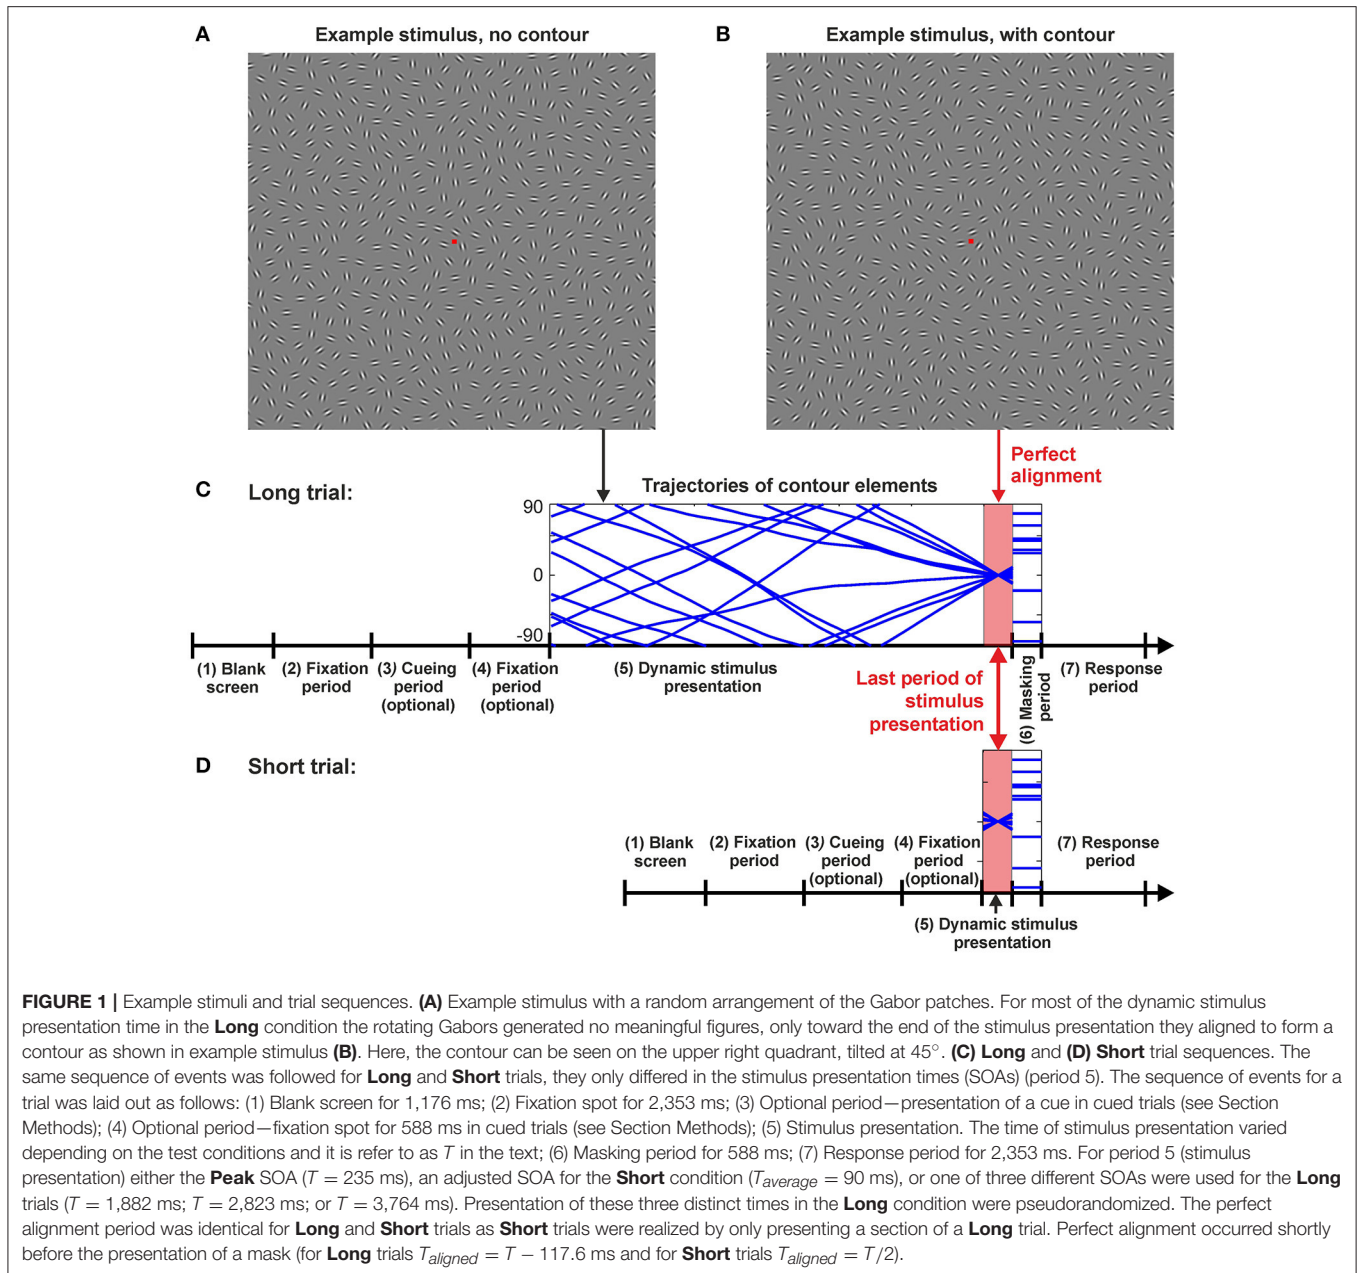 A Example stimulus, no contour
B Example stimulus, with contour
Perfect
alignment
C Long trial:
Trajectories of contour elements
90
0
-90
(1) Blank
screen
(2) Fixation
period
(3) Cueing
period
(optional)
(4) Fixation
period
(optional)
(5) Dynamic stimulus
presentation
Last period of
stimulus
presentation
(6) Masking
period
(7) Response
period
D Short trial:
(1) Blank
screen
(2) Fixation
period
(3) Cueing
period
(optional)
(4) Fixation
period
(optional)
(7) Response
period
(5) Dynamic stimulus
presentation
FIGURE 1 | Example stimuli and trial sequences. (A) Example stimulus with a random arrangement of the Gabor patches. For most of the dynamic stimulus
presentation time in the Long condition the rotating Gabors generated no meaningful figures, only toward the end of the stimulus presentation they aligned to form a
contour as shown in example stimulus (B). Here, the contour can be seen on the upper right quadrant, tilted at 45°. (C) Long and (D) Short trial sequences. The
same sequence of events was followed for Long and Short trials, they only differed in the stimulus presentation times (SOAs) (period 5). The sequence of events for a
trial was laid out as follows: (1) Blank screen for 1,176 ms; (2) Fixation spot for 2,353 ms; (3) Optional period—presentation of a cue in cued trials (see Section
Methods); (4) Optional period—fixation spot for 588 ms in cued trials (see Section Methods); (5) Stimulus presentation. The time of stimulus presentation varied
depending on the test conditions and it is refer to as T in the text; (6) Masking period for 588 ms; (7) Response period for 2,353 ms. For period 5 (stimulus
presentation) either the Peak SOA (T = 235 ms), an adjusted SOA for the Short condition (Taverage = 90 ms), or one of three different SOAs were used for the Long
trials (T = 1,882 ms; T = 2,823 ms; or T = 3,764 ms). Presentation of these three distinct times in the Long condition were pseudorandomized. The perfect
alignment period was identical for Long and Short trials as Short trials were realized by only presenting a section of a Long trial. Perfect alignment occurred shortly
before the presentation of a mask (for Long trials Taligned = T − 117.6 ms and for Short trials Taligned = T/2).